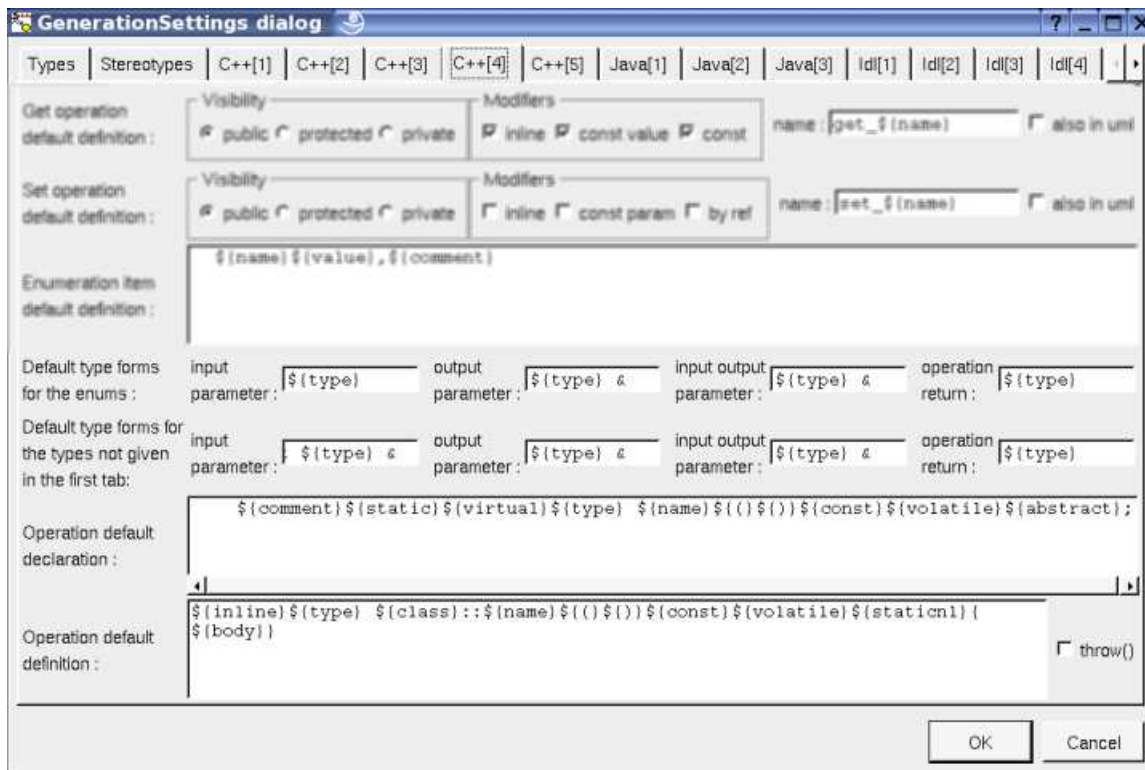 GenerationSettings dialog
Types Stereotypes C++[1] C++[2] C++[3] C++[4] C++[5] Java[1] Java[2] Java[3] Idl[1] Idl[2] Idl[3] Idl[4]
Get operation
default definition :
Visibility
public protected private
Modifiers
inline const value const
name : get_${name}
also in uml
Set operation
default definition :
Visibility
public protected private
Modifiers
inline const param by ref
name : set_${name}
also in uml
Enumeration item
default definition :
${name}${value},${comment}
Default type forms
for the enums :
input
parameter : ${type}
output
parameter : ${type} &
input output
parameter : ${type} &
operation
return : ${type}
Default type forms for
the types not given
in the first tab:
input
parameter : ${type} &
output
parameter : ${type} &
input output
parameter : ${type} &
operation
return : ${type}
Operation default
declaration :
${comment}${static}${virtual}${type} ${name}${(}${)}${const}${volatile}${abstract};
Operation default
definition :
${inline}${type} ${class}::${name}${(}${)}${const}${volatile}${staticnl}{
${body}}
throw()
OK Cancel